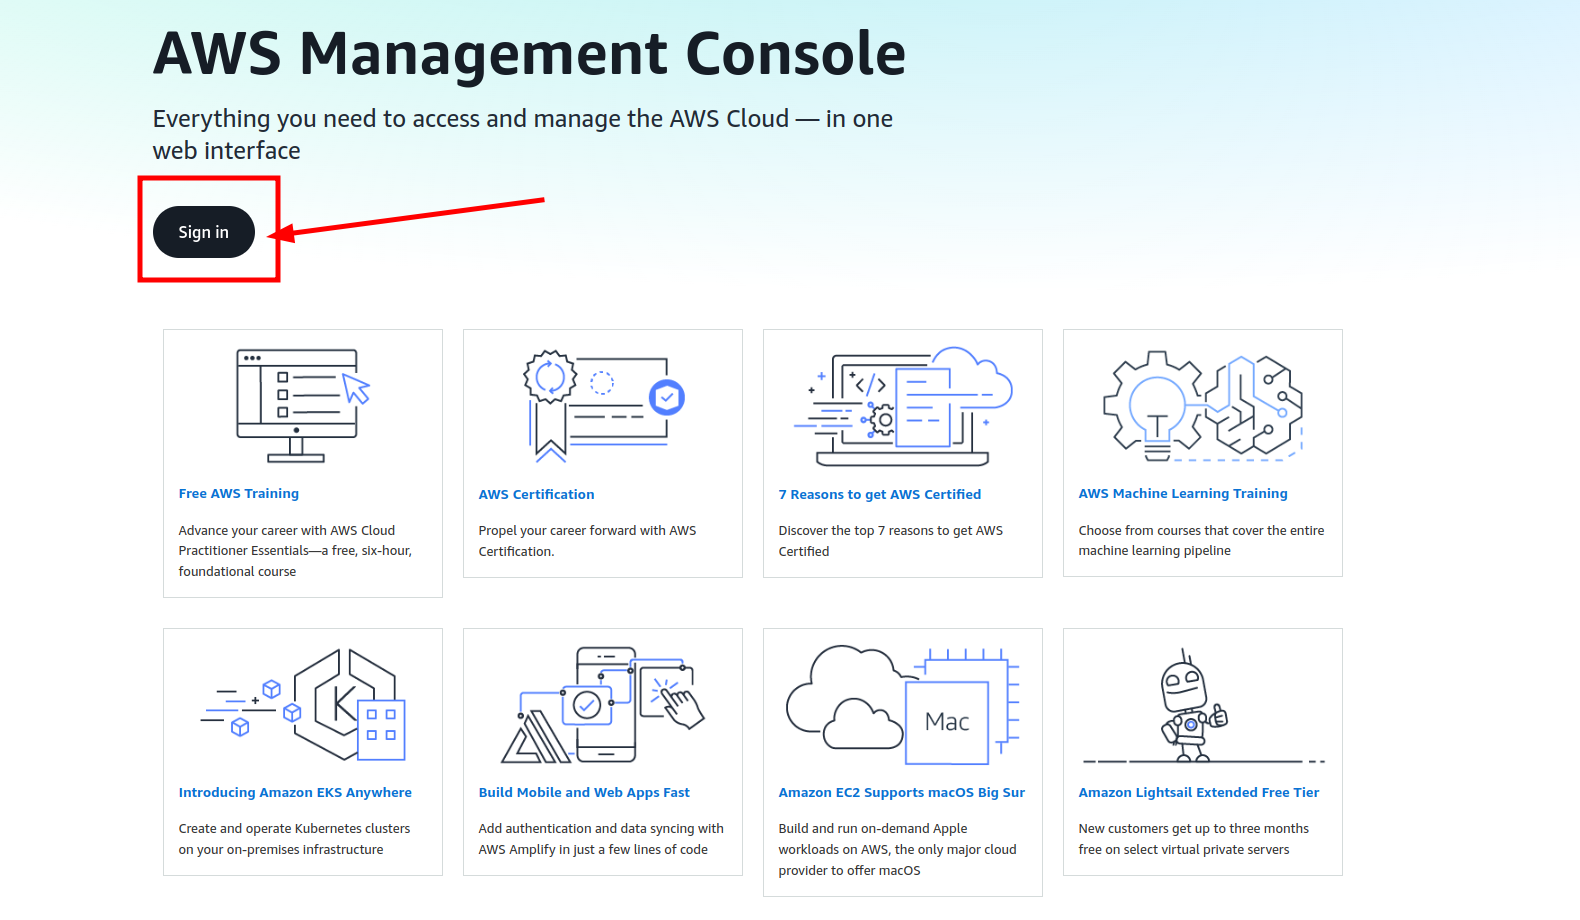 AWS Management Console
Everything you need to access and manage the AWS Cloud — in one
web interface
Sign in
Free AWS Training
Advance your career with AWS Cloud
Practitioner Essentials—a free, six-hour,
foundational course
AWS Certification
Propel your career forward with AWS
Certification.
7 Reasons to get AWS Certified
Discover the top 7 reasons to get AWS
Certified
AWS Machine Learning Training
Choose from courses that cover the entire
machine learning pipeline
K
Introducing Amazon EKS Anywhere
Create and operate Kubernetes clusters
on your on-premises infrastructure
Build Mobile and Web Apps Fast
Add authentication and data syncing with
AWS Amplify in just a few lines of code
Mac
Amazon EC2 Supports macOS Big Sur
Build and run on-demand Apple
workloads on AWS, the only major cloud
provider to offer macOS
Amazon Lightsail Extended Free Tier
New customers get up to three months
free on select virtual private servers